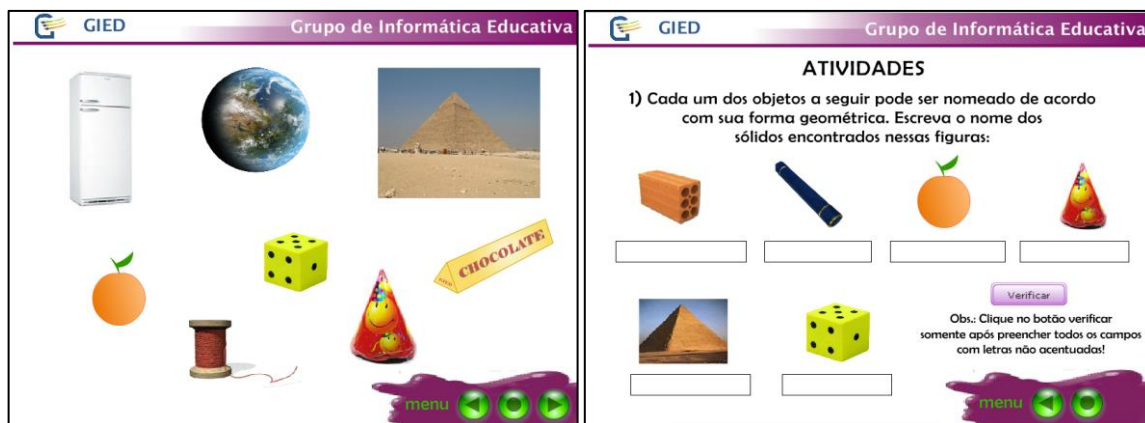 GIED Grupo de Informática Educativa
CHOCOLATE
GIED
menu
GIED Grupo de Informática Educativa
ATIVIDADES
1) Cada um dos objetos a seguir pode ser nomeado de acordo
com sua forma geométrica. Escreva o nome dos
sólidos encontrados nessas figuras:
Verificar
Obs.: Clique no botão verificar
somente após preencher todos os campos
com letras não acentuadas!
menu